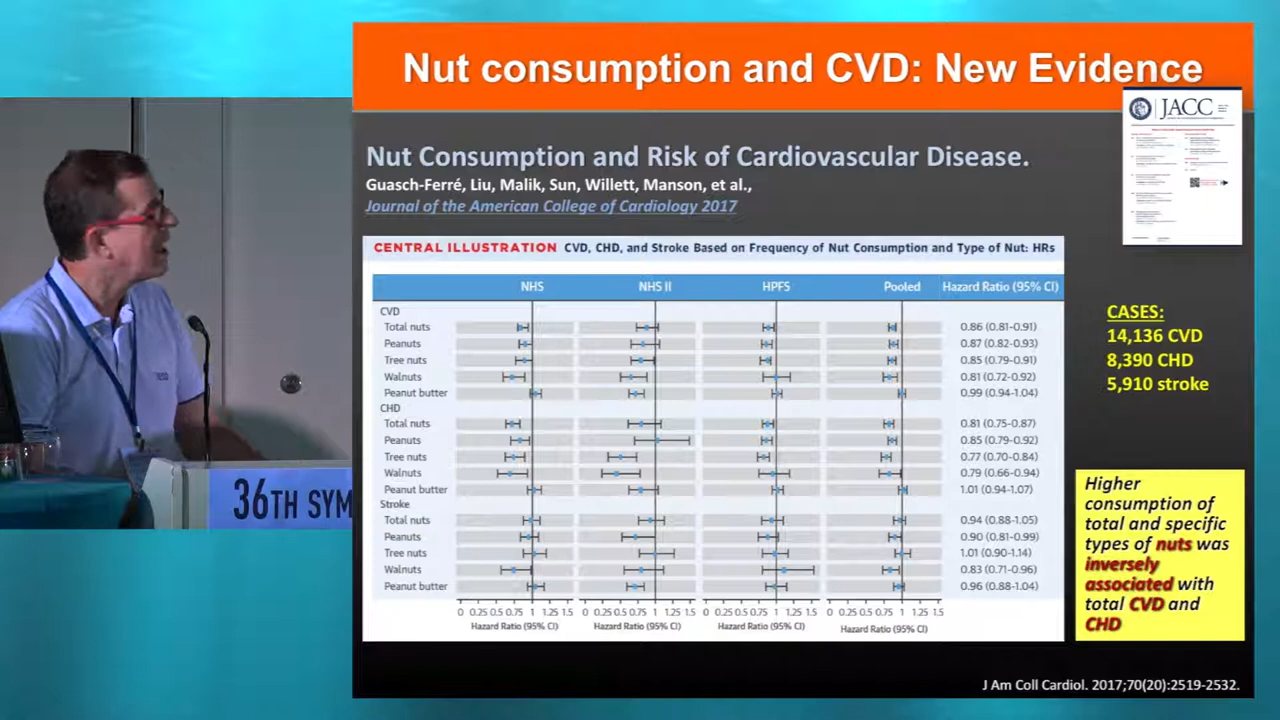 Nut consumption and CVD: New Evidence
JACC
Nut Consumption and Risk of Cardiovascular Disease.
Guasch-Ferré, Liu, Malik, Sun, Willett, Manson, et al.,
Journal of the American College of Cardiology 2017
CENTRAL ILLUSTRATION CVD, CHD, and Stroke Based on Frequency of Nut Consumption and Type of Nut: HRs
NHS NHS II HPFS Pooled Hazard Ratio (95% CI)
CVD
Total nuts 0.86 (0.81-0.91)
Peanuts 0.87 (0.82-0.93)
Tree nuts 0.85 (0.79-0.91)
Walnuts 0.81 (0.72-0.92)
Peanut butter 0.99 (0.94-1.04)
CHD
Total nuts 0.81 (0.75-0.87)
Peanuts 0.85 (0.79-0.92)
Tree nuts 0.77 (0.70-0.84)
Walnuts 0.79 (0.66-0.94)
Peanut butter 1.01 (0.94-1.07)
Stroke
Total nuts 0.94 (0.88-1.05)
Peanuts 0.90 (0.81-0.99)
Tree nuts 1.01 (0.90-1.14)
Walnuts 0.83 (0.71-0.96)
Peanut butter 0.96 (0.88-1.04)
0 0.25 0.5 0.75 1 1.25 1.5 0 0.25 0.5 0.75 1 1.25 1.5 0 0.25 0.5 0.75 1 1.25 1.5 0 0.25 0.5 0.75 1 1.25 1.5
Hazard Ratio (95% CI) Hazard Ratio (95% CI) Hazard Ratio (95% CI) Hazard Ratio (95% CI)
CASES:
14,136 CVD
8,390 CHD
5,910 stroke
Higher
consumption of
total and specific
types of nuts was
inversely
associated with
total CVD and
CHD
J Am Coll Cardiol. 2017;70(20):2519-2532.
36TH SYM